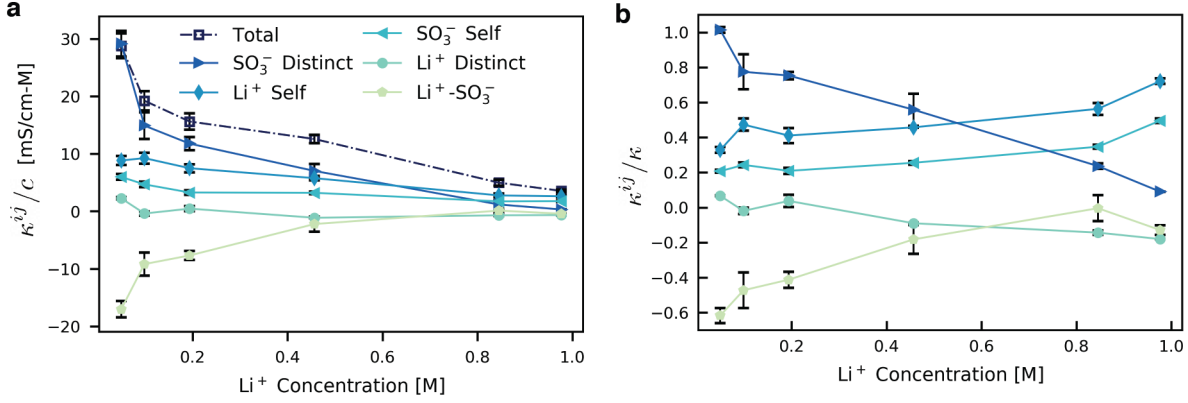 a
κ^{ij}/c [mS/cm-M]
30
20
10
0
−10
−20
Total
SO₃⁻ Distinct
Li⁺ Self
SO₃⁻ Self
Li⁺ Distinct
Li⁺-SO₃⁻
0.2 0.4 0.6 0.8 1.0
Li⁺ Concentration [M]
b
κ^{ij}/κ
1.0
0.8
0.6
0.4
0.2
0.0
−0.2
−0.4
−0.6
0.2 0.4 0.6 0.8 1.0
Li⁺ Concentration [M]